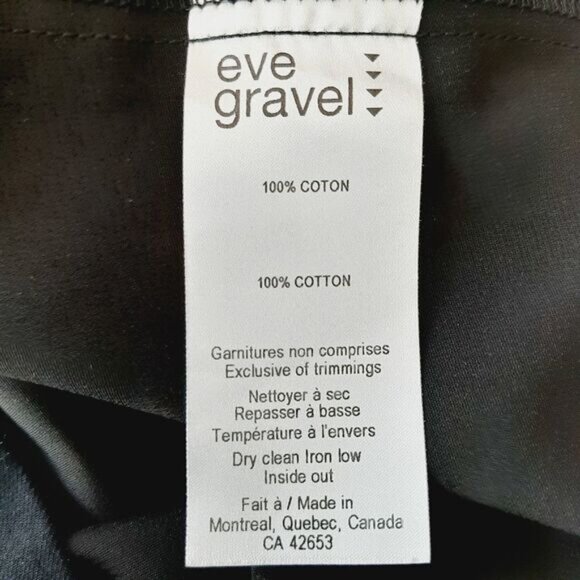 eve
gravel
100% COTON
100% COTTON
Garnitures non comprises
Exclusive of trimmings
Nettoyer à sec
Repasser à basse
Température à l'envers
Dry clean Iron low
Inside out
Fait à / Made in
Montreal, Quebec, Canada
CA 42653